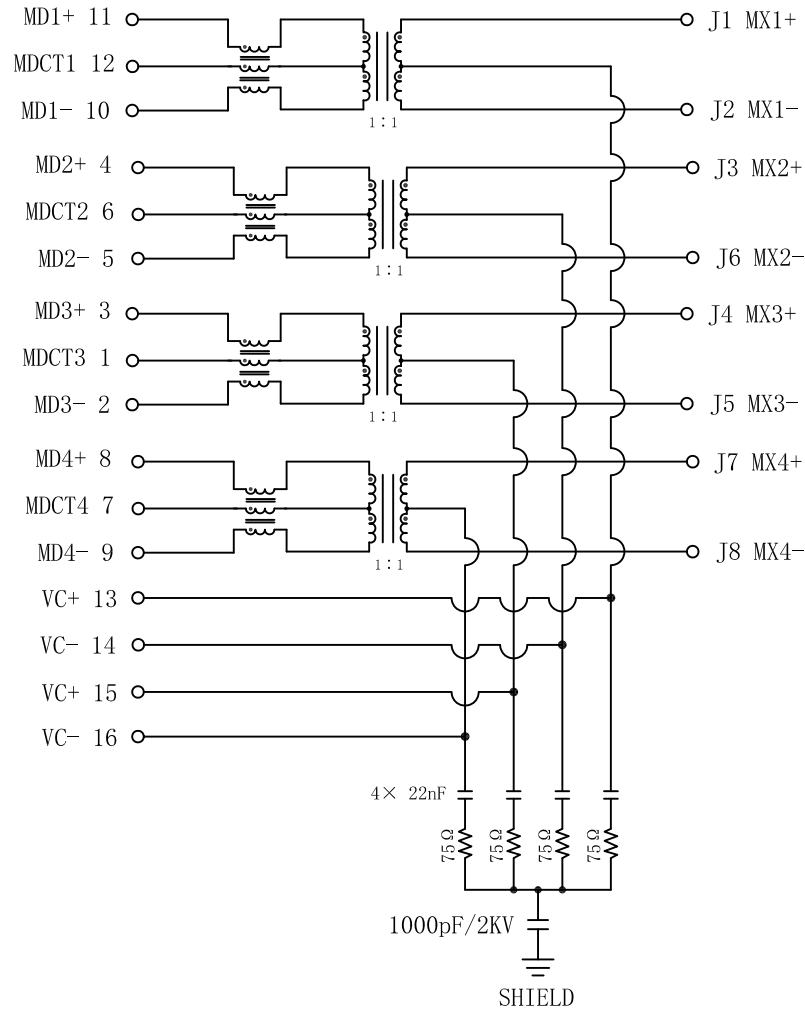 MD1+ 11
J1 MX1+
MDCT1 12
MD1- 10
J2 MX1-
1:1
MD2+ 4
J3 MX2+
MDCT2 6
MD2- 5
J6 MX2-
1:1
MD3+ 3
J4 MX3+
MDCT3 1
MD3- 2
J5 MX3-
1:1
MD4+ 8
J7 MX4+
MDCT4 7
MD4- 9
J8 MX4-
1:1
VC+ 13
VC- 14
VC+ 15
VC- 16
4× 22nF
75Ω
75Ω
75Ω
75Ω
1000pF/2KV
SHIELD